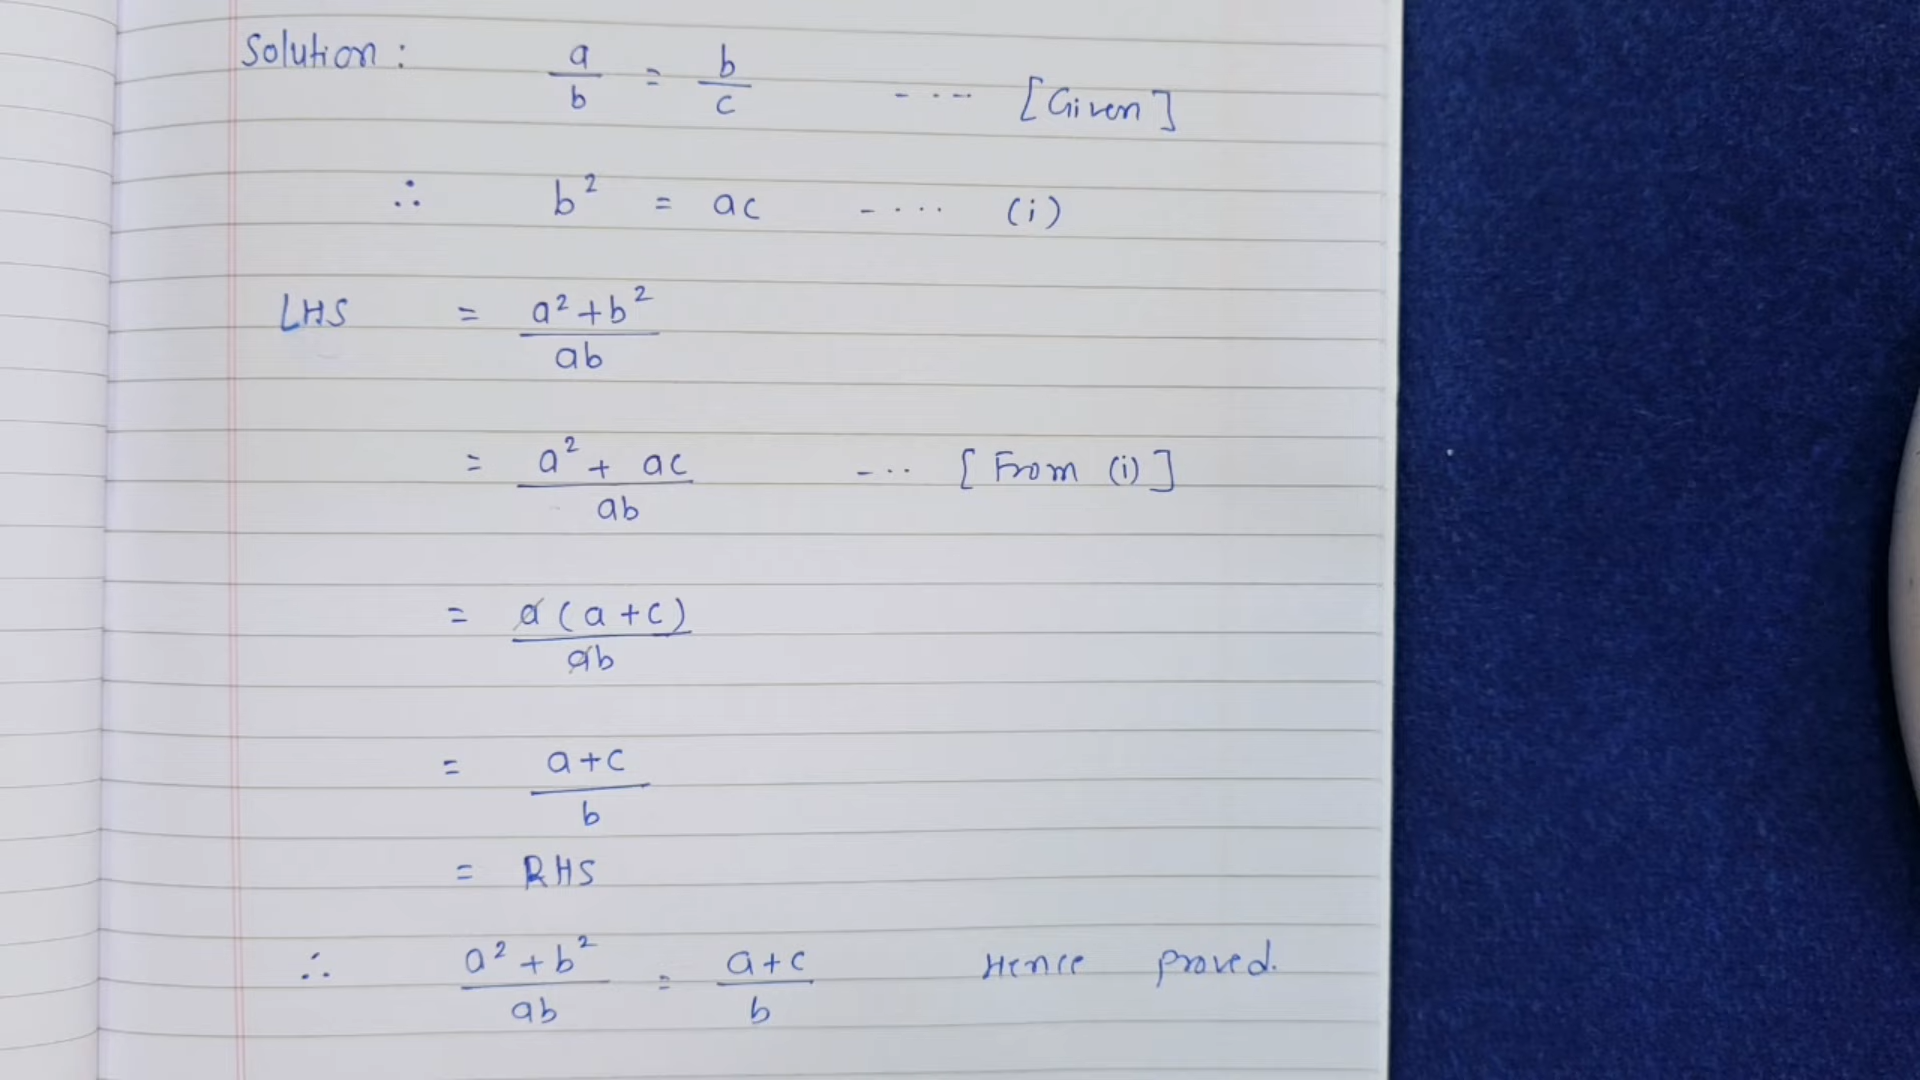 Solution : a/b = b/c - ... [Given]
∴ b² = ac - .... (i)
LHS = a²+b² / ab
= a² + ac / ab - .. [From (i)]
= a(a+c) / ab
= a+c / b
= RHS
∴ a²+b² / ab = a+c / b Hence proved.